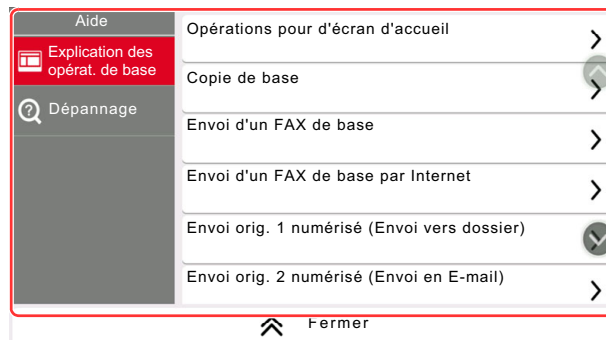 Aide
Explication des
opérat. de base
Dépannage
Opérations pour d'écran d'accueil
Copie de base
Envoi d'un FAX de base
Envoi d'un FAX de base par Internet
Envoi orig. 1 numérisé (Envoi vers dossier)
Envoi orig. 2 numérisé (Envoi en E-mail)
Fermer